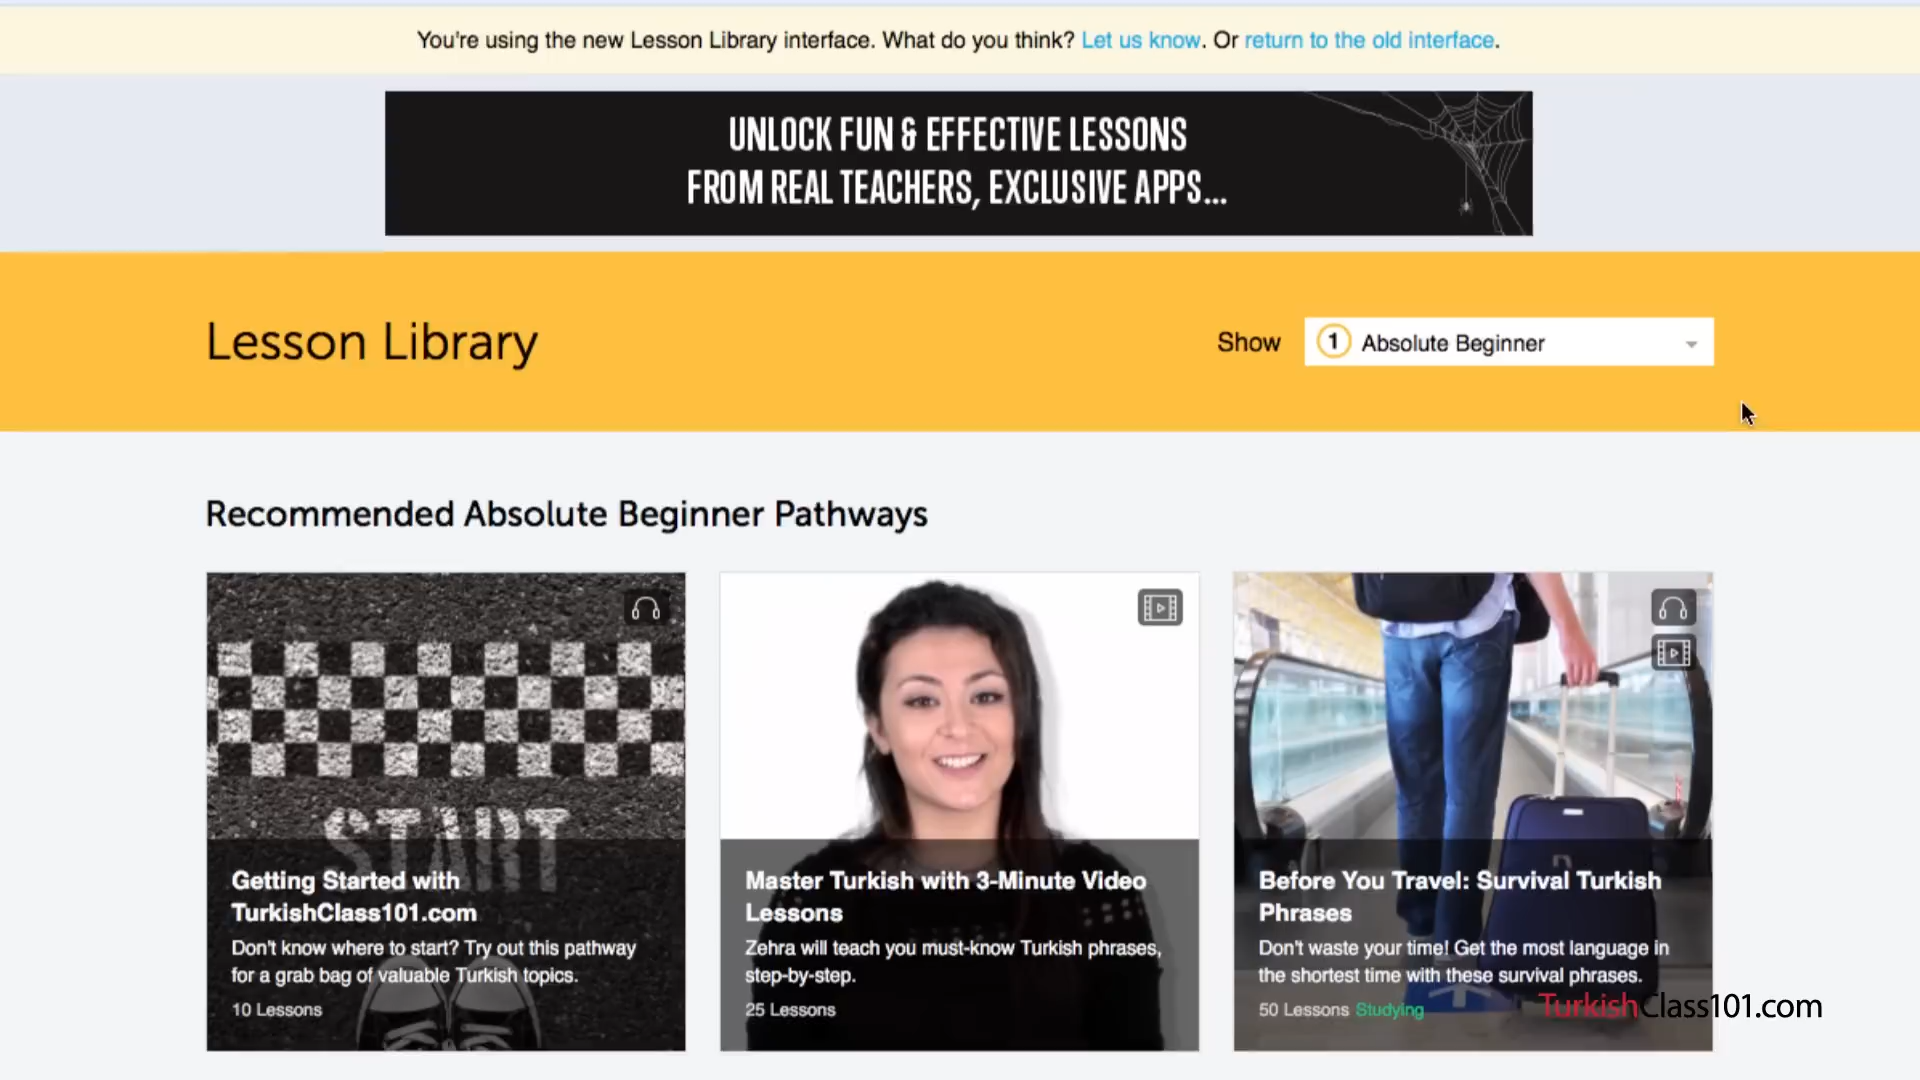 You're using the new Lesson Library interface. What do you think? Let us know. Or return to the old interface.
UNLOCK FUN & EFFECTIVE LESSONS
FROM REAL TEACHERS, EXCLUSIVE APPS...
Lesson Library
Show
1 Absolute Beginner
Recommended Absolute Beginner Pathways
START
Getting Started with
TurkishClass101.com
Don't know where to start? Try out this pathway
for a grab bag of valuable Turkish topics.
10 Lessons
Master Turkish with 3-Minute Video
Lessons
Zehra will teach you must-know Turkish phrases,
step-by-step.
25 Lessons
Before You Travel: Survival Turkish
Phrases
Don't waste your time! Get the most language in
the shortest time with these survival phrases.
50 Lessons Studying
TurkishClass101.com